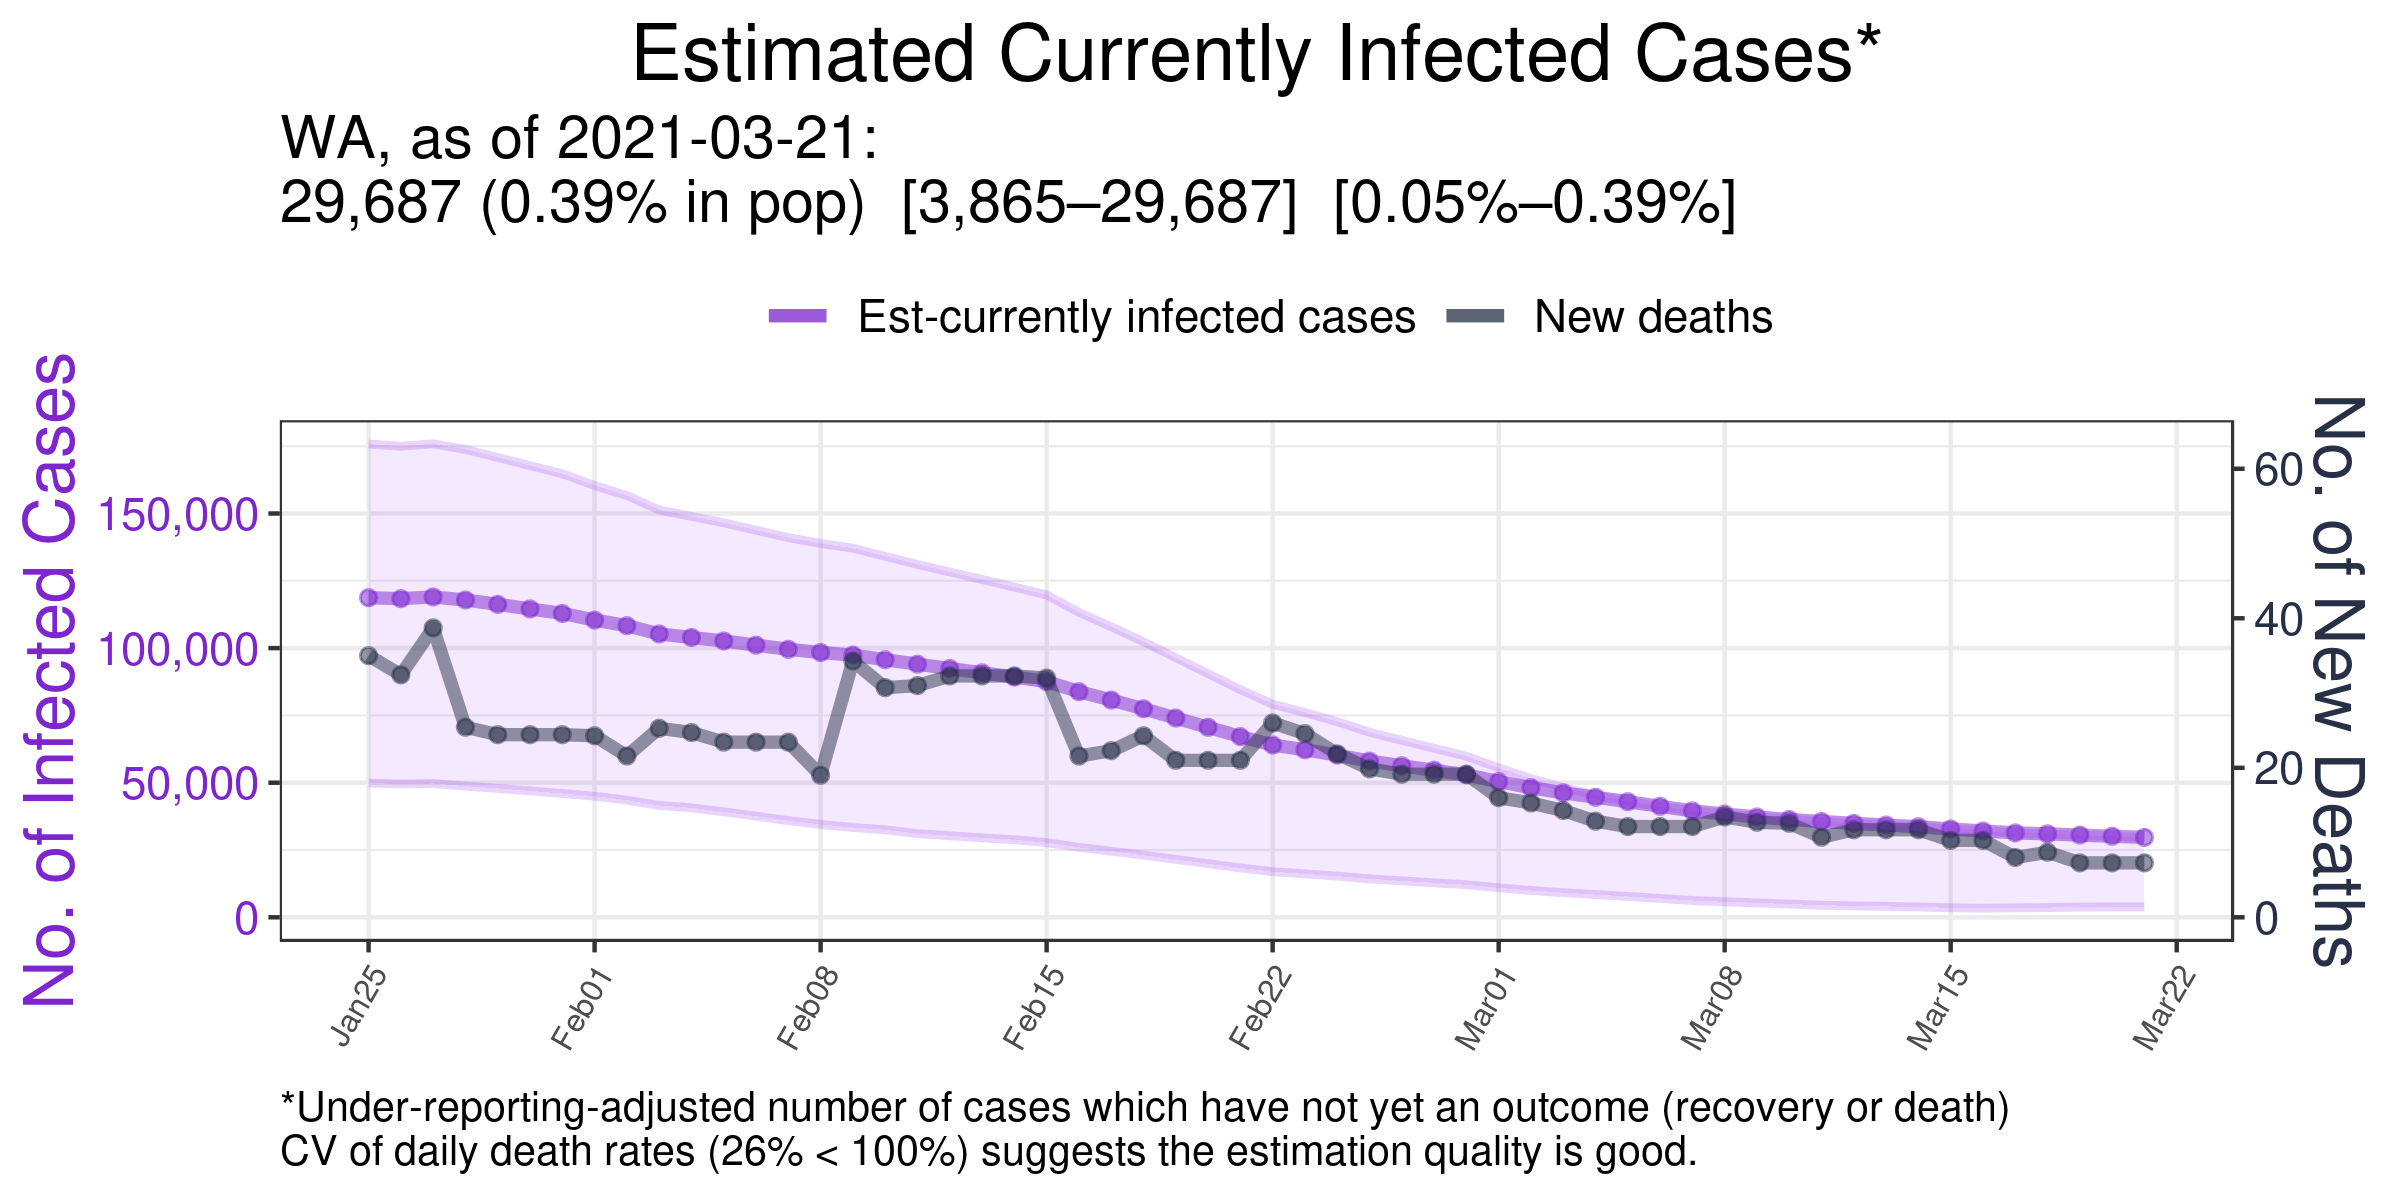 Estimated Currently Infected Cases*
WA, as of 2021-03-21:
29,687 (0.39% in pop)  [3,865–29,687]  [0.05%–0.39%]
Est-currently infected cases
New deaths
No. of Infected Cases
150,000
100,000
50,000
0
60
40
20
0
No. of New Deaths
Jan25
Feb01
Feb08
Feb15
Feb22
Mar01
Mar08
Mar15
Mar22
*Under-reporting-adjusted number of cases which have not yet an outcome (recovery or death)
CV of daily death rates (26% < 100%) suggests the estimation quality is good.